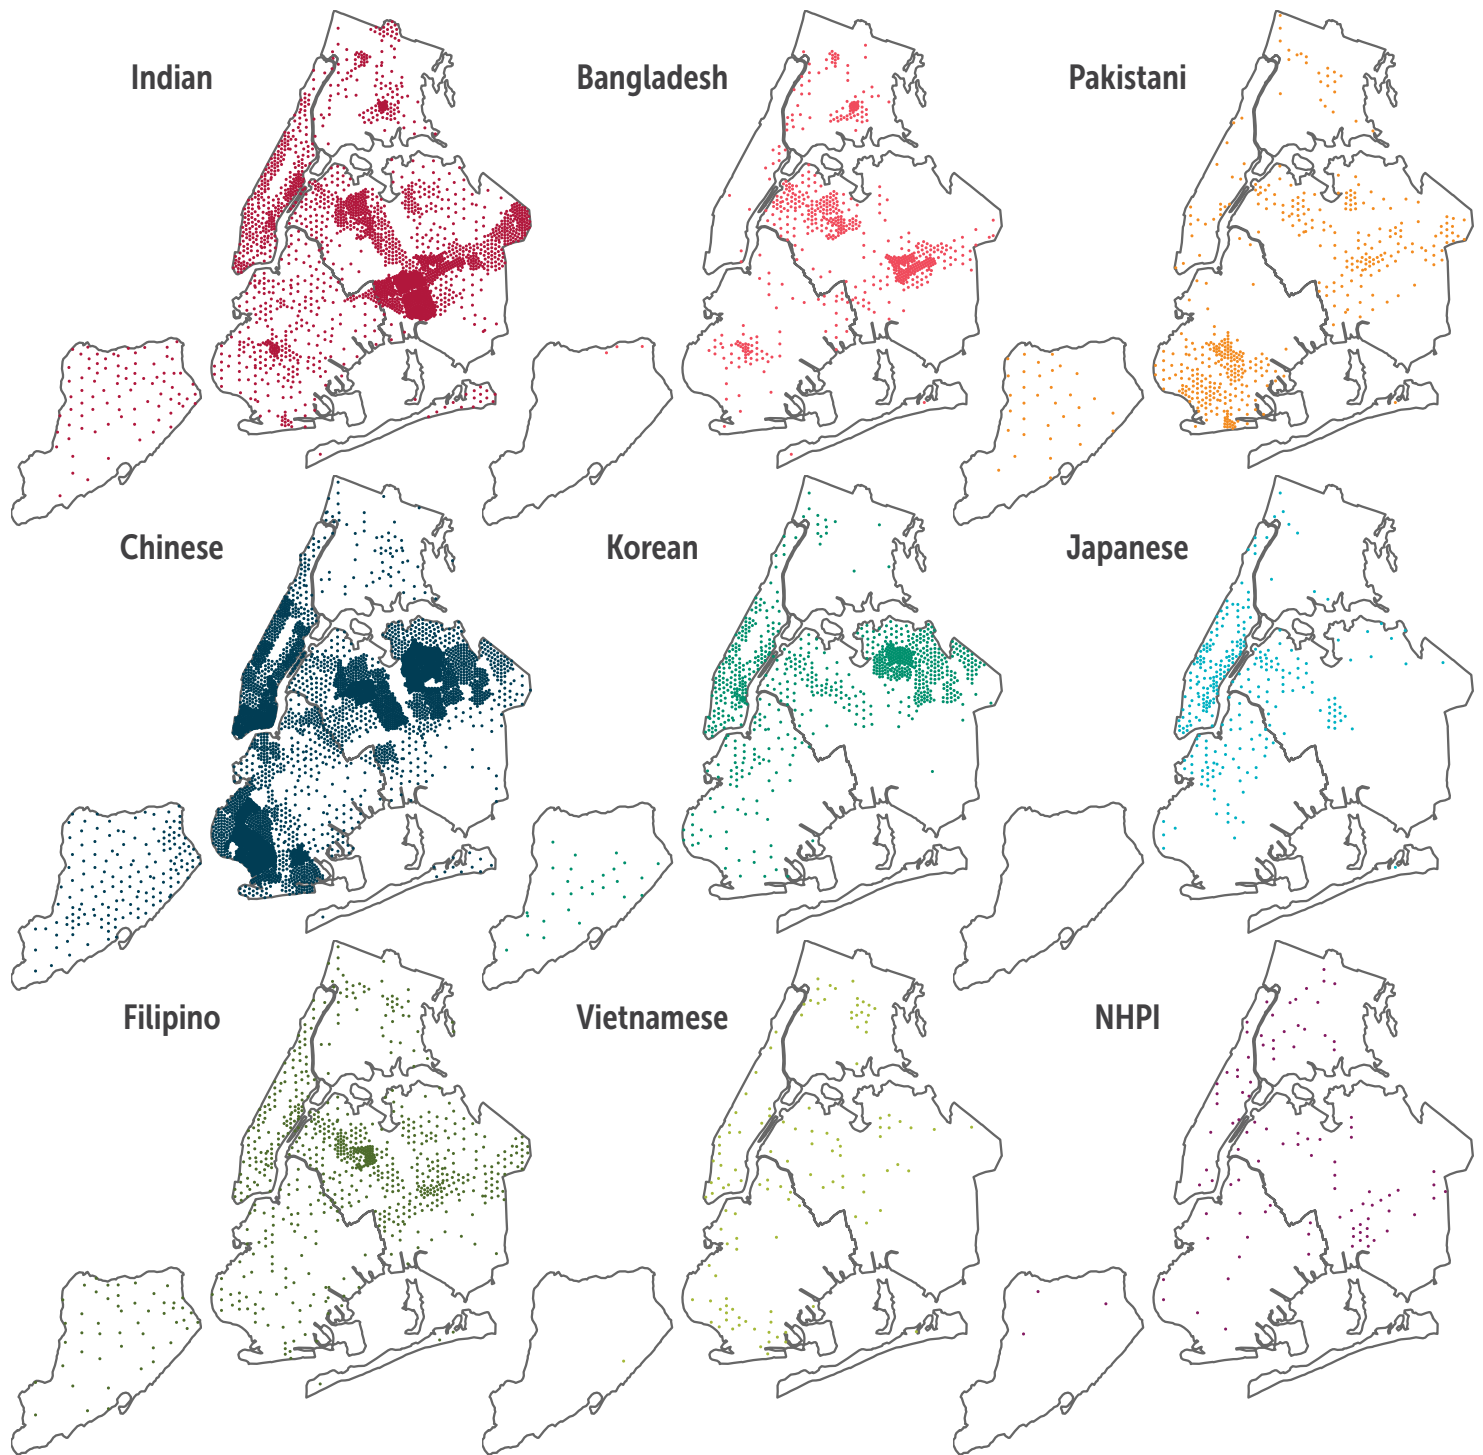 Indian
Bangladesh
Pakistani
Chinese
Korean
Japanese
Filipino
Vietnamese
NHPI